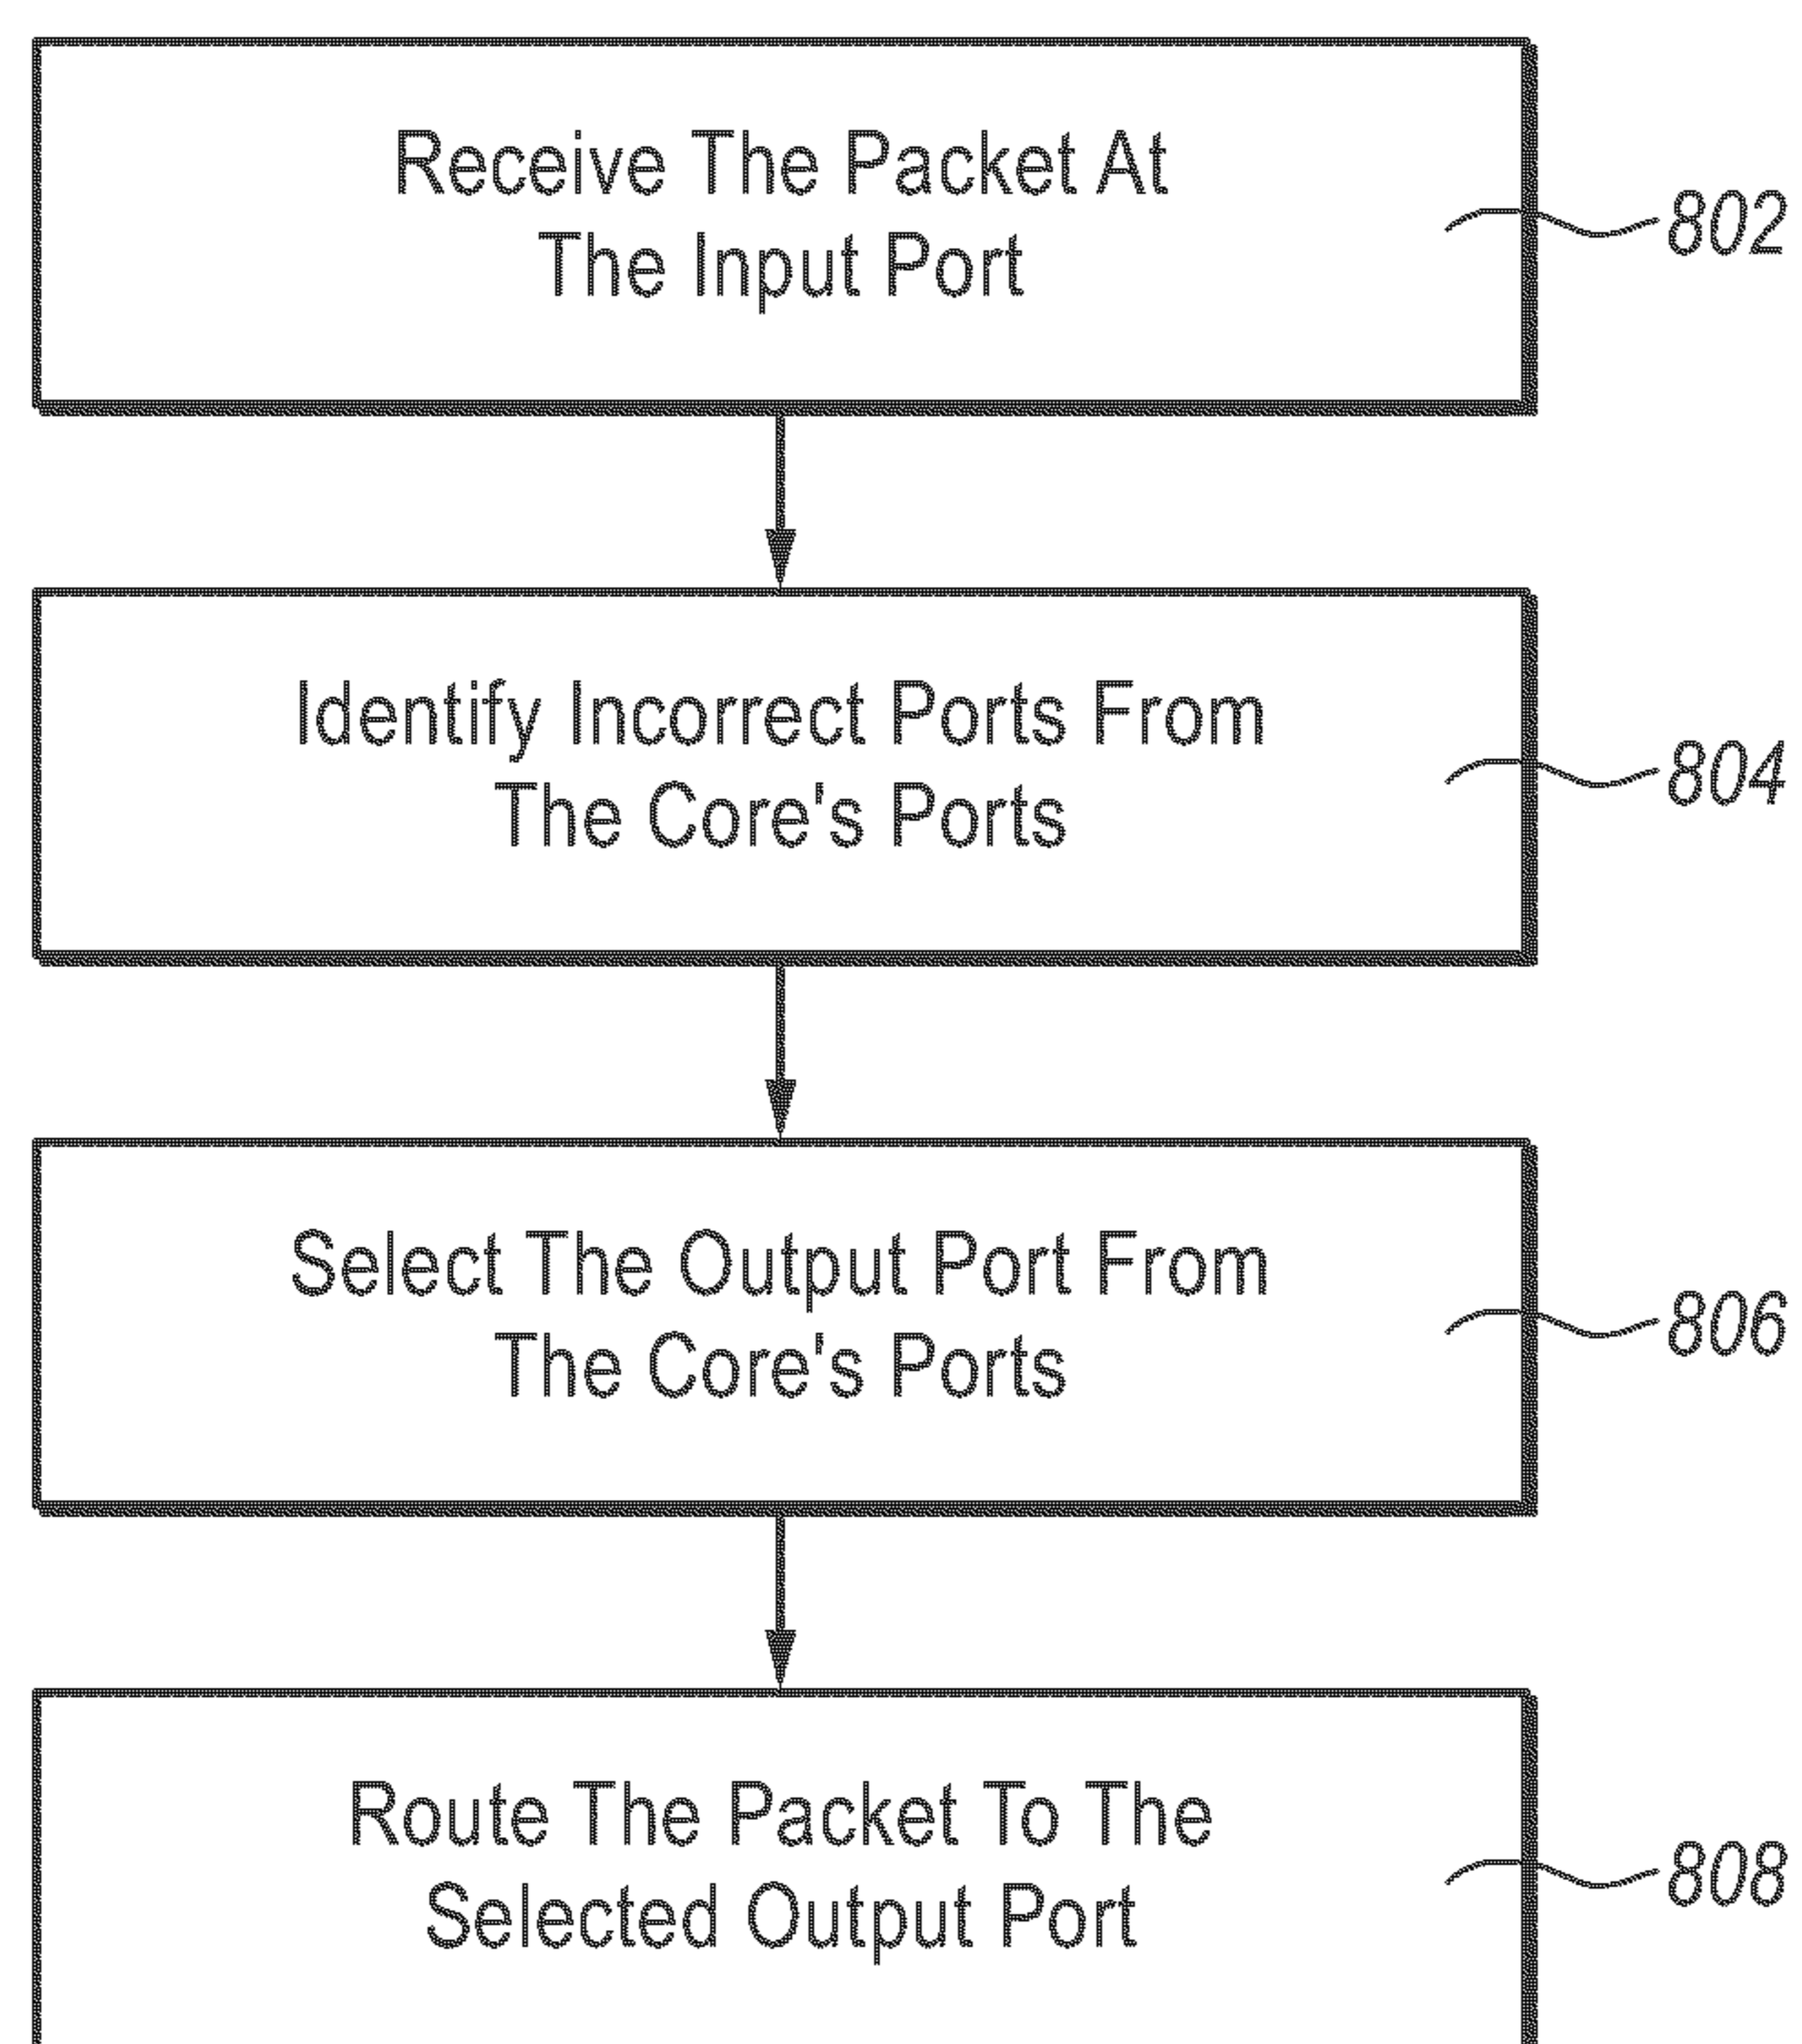 Receive The Packet At
The Input Port
802
Identify Incorrect Ports From
The Core's Ports
804
Select The Output Port From
The Core's Ports
806
Route The Packet To The
Selected Output Port
808